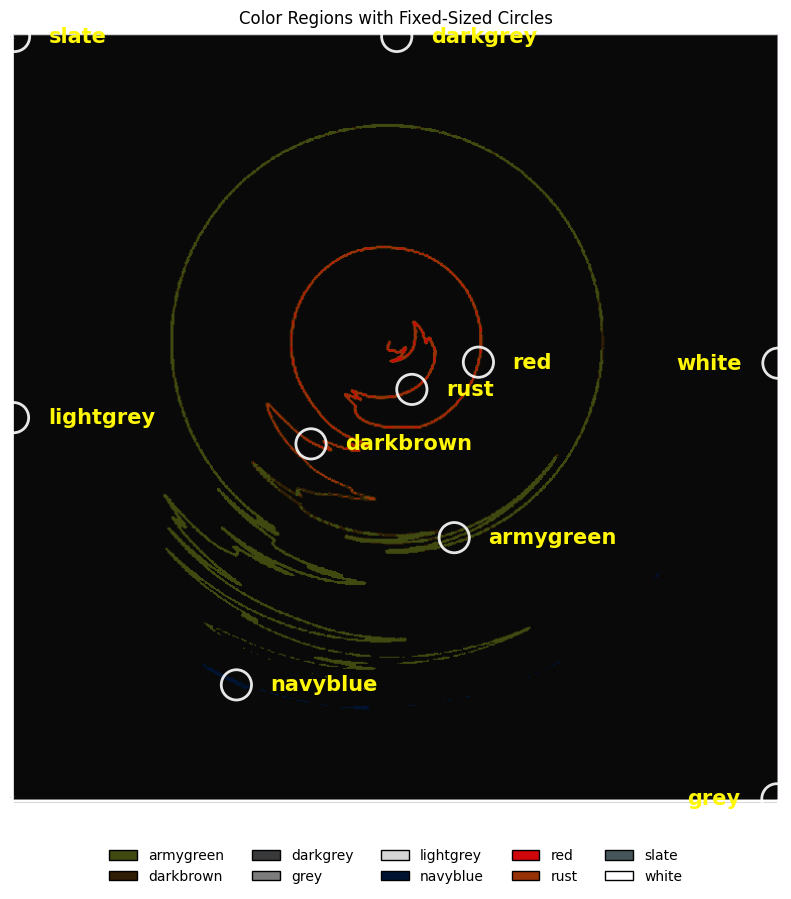 Color Regions with Fixed-Sized Circles
slate
darkgrey
red
white
rust
lightgrey
darkbrown
armygreen
navyblue
grey
armygreen darkgrey lightgrey red slate
darkbrown grey navyblue rust white